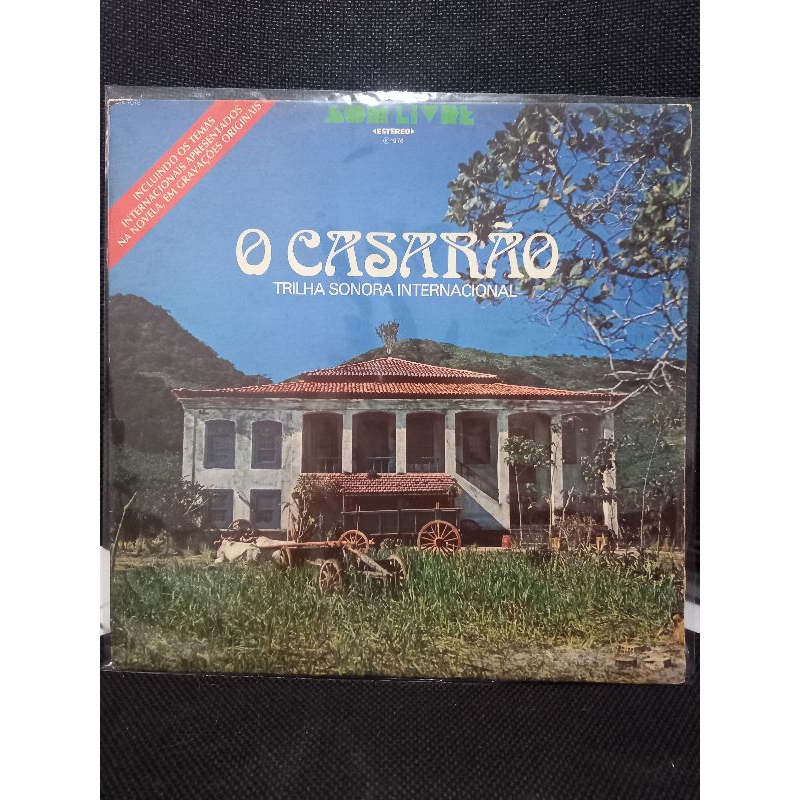 INCLUINDO OS TEMAS
INTERNACIONAIS APRESENTADOS
NA NOVELA, EM GRAVAÇÕES ORIGINAIS.
SOM LIVRE
ESTÉREO
O CASARÃO
TRILHA SONORA INTERNACIONAL